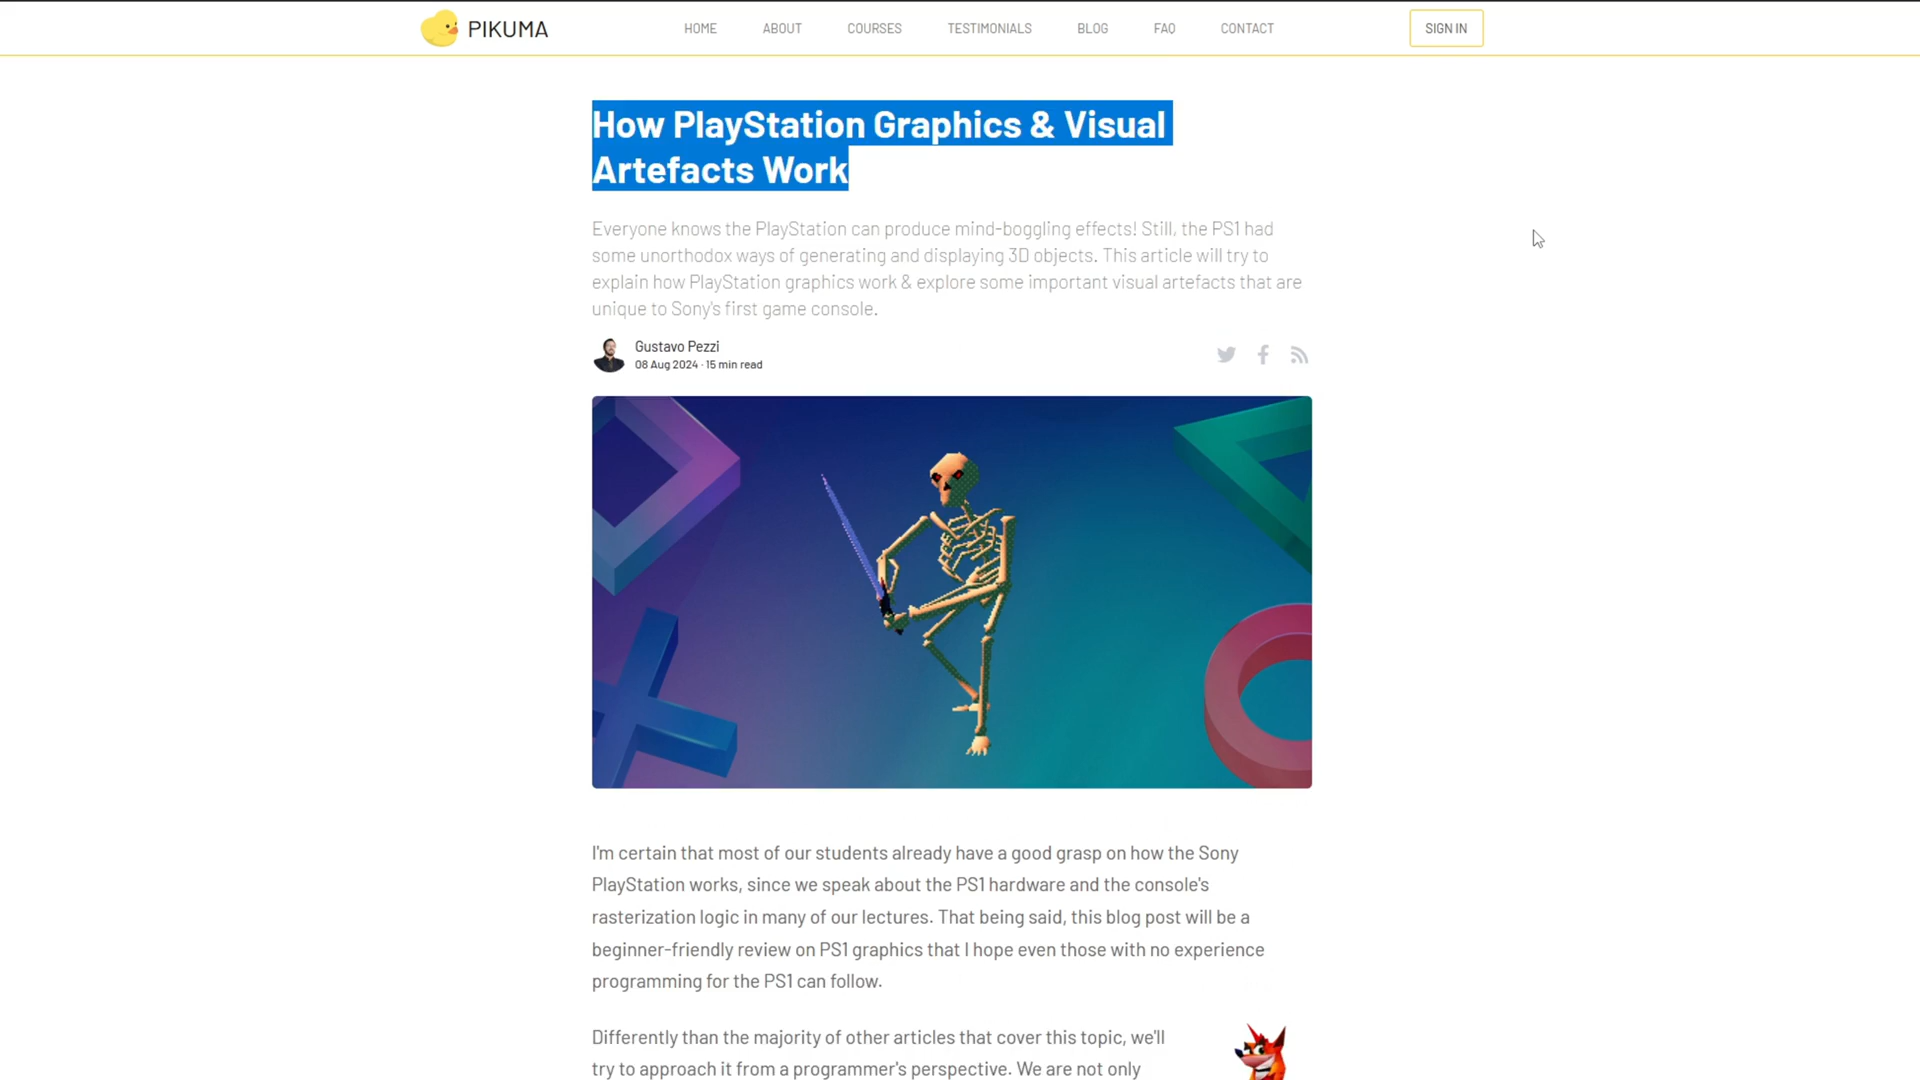 PIKUMA
HOME ABOUT COURSES TESTIMONIALS BLOG FAQ CONTACT
SIGN IN
How PlayStation Graphics & Visual
Artefacts Work
Everyone knows the PlayStation can produce mind-boggling effects! Still, the PS1 had
some unorthodox ways of generating and displaying 3D objects. This article will try to
explain how PlayStation graphics work & explore some important visual artefacts that are
unique to Sony's first game console.
Gustavo Pezzi
08 Aug 2024 · 15 min read
I'm certain that most of our students already have a good grasp on how the Sony
PlayStation works, since we speak about the PS1 hardware and the console's
rasterization logic in many of our lectures. That being said, this blog post will be a
beginner-friendly review on PS1 graphics that I hope even those with no experience
programming for the PS1 can follow.
Differently than the majority of other articles that cover this topic, we'll
try to approach it from a programmer's perspective. We are not only